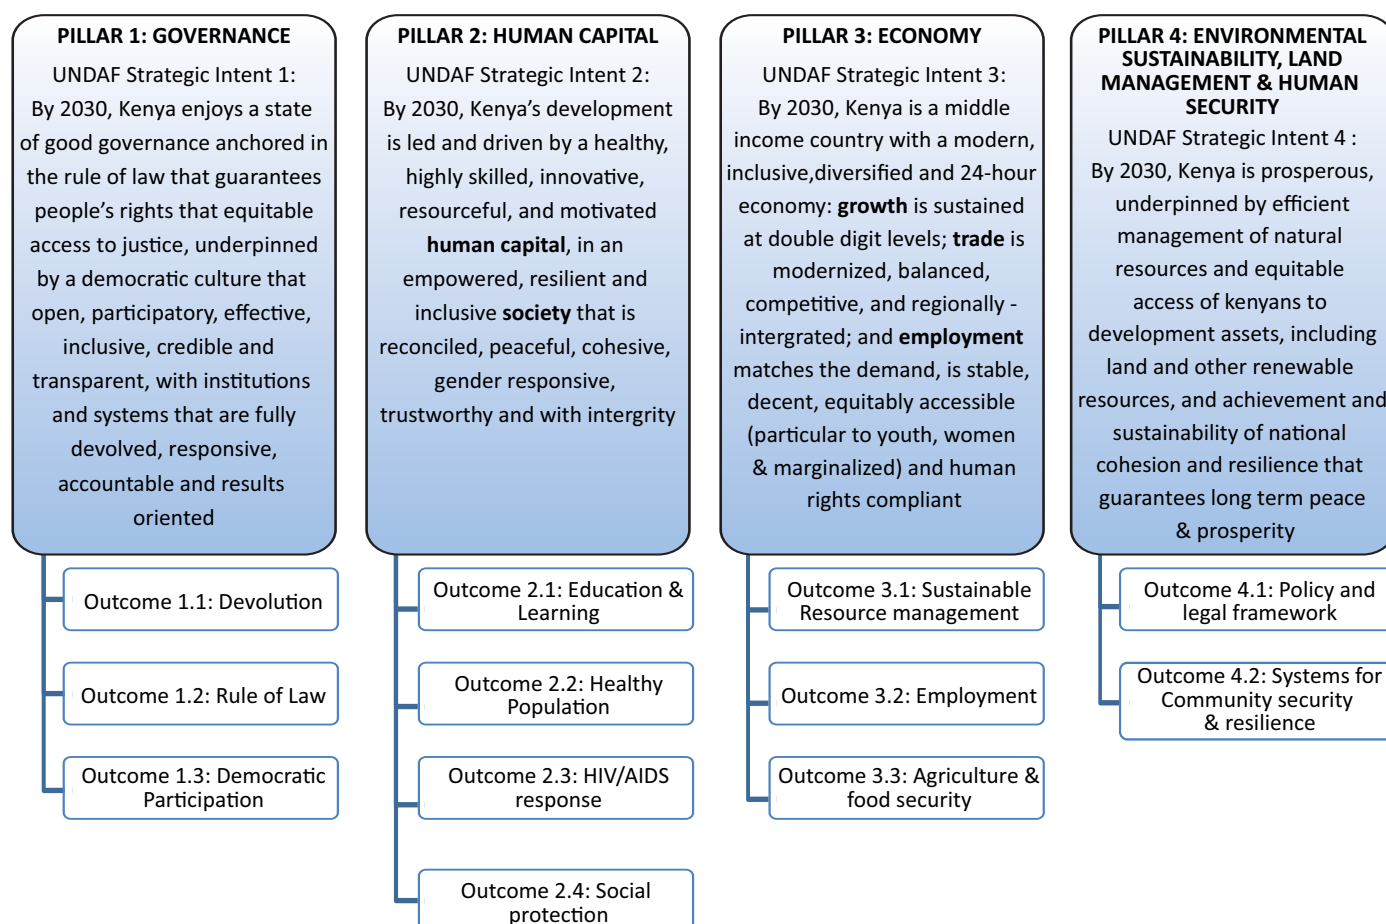 PILLAR 1: GOVERNANCE
UNDAF Strategic Intent 1:
By 2030, Kenya enjoys a state
of good governance anchored in
the rule of law that guarantees
people’s rights that equitable
access to justice, underpinned
by a democratic culture that
open, participatory, effective,
inclusive, credible and
transparent, with institutions
and systems that are fully
devolved, responsive,
accountable and results
oriented
Outcome 1.1: Devolution
Outcome 1.2: Rule of Law
Outcome 1.3: Democratic
Participation
PILLAR 2: HUMAN CAPITAL
UNDAF Strategic Intent 2:
By 2030, Kenya’s development
is led and driven by a healthy,
highly skilled, innovative,
resourceful, and motivated
human capital, in an
empowered, resilient and
inclusive society that is
reconciled, peaceful, cohesive,
gender responsive,
trustworthy and with intergrity
Outcome 2.1: Education &
Learning
Outcome 2.2: Healthy
Population
Outcome 2.3: HIV/AIDS
response
Outcome 2.4: Social
protection
PILLAR 3: ECONOMY
UNDAF Strategic Intent 3:
By 2030, Kenya is a middle
income country with a modern,
inclusive,diversified and 24-hour
economy: growth is sustained
at double digit levels; trade is
modernized, balanced,
competitive, and regionally -
intergrated; and employment
matches the demand, is stable,
decent, equitably accessible
(particular to youth, women
& marginalized) and human
rights compliant
Outcome 3.1: Sustainable
Resource management
Outcome 3.2: Employment
Outcome 3.3: Agriculture &
food security
PILLAR 4: ENVIRONMENTAL
SUSTAINABILITY, LAND
MANAGEMENT & HUMAN
SECURITY
UNDAF Strategic Intent 4 :
By 2030, Kenya is prosperous,
underpinned by efficient
management of natural
resources and equitable
access of kenyans to
development assets, including
land and other renewable
resources, and achievement and
sustainability of national
cohesion and resilience that
guarantees long term peace
& prosperity
Outcome 4.1: Policy and
legal framework
Outcome 4.2: Systems for
Community security
& resilience